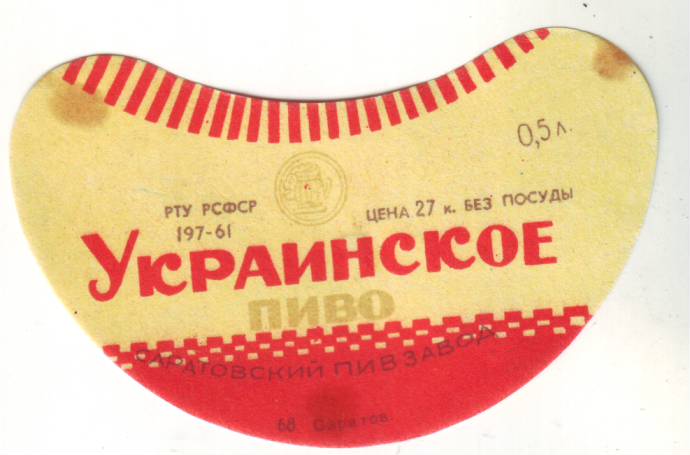 0,5 л.
РТУ РСФСР
197-61
ЦЕНА 27 к. БЕЗ ПОСУДЫ
УКРАИНСКОЕ
ПИВО
САРАТОВСКИЙ ПИВЗАВОД
68 Саратов.